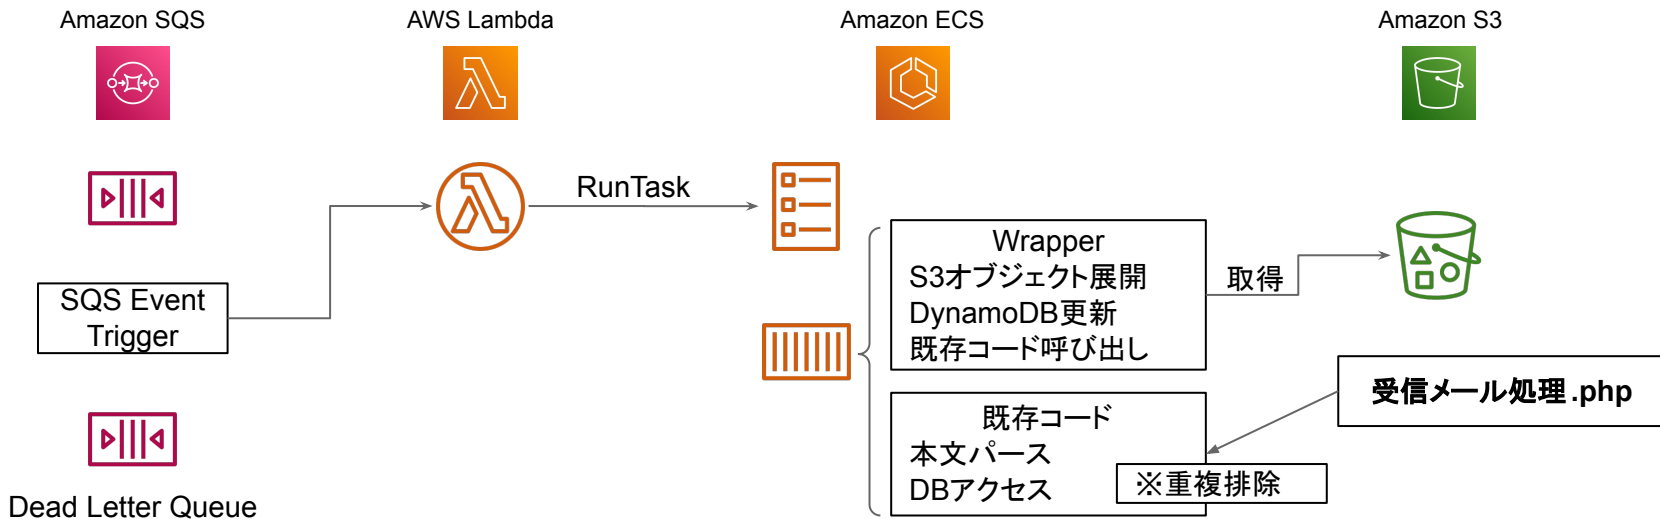 Amazon SQS
AWS Lambda
Amazon ECS
Amazon S3
RunTask
SQS Event
Trigger
Wrapper
S3オブジェクト展開
DynamoDB更新
既存コード呼び出し
取得
受信メール処理.php
既存コード
本文パース
DBアクセス
※重複排除
Dead Letter Queue